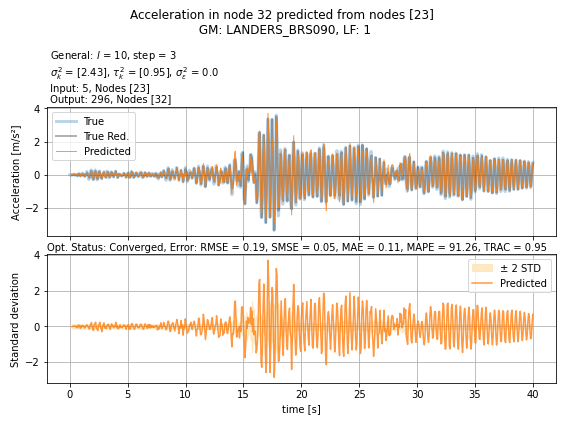 Acceleration in node 32 predicted from nodes [23]
GM: LANDERS_BRS090, LF: 1
General: l = 10, step = 3
σ²ₖ = [2.43], τ²ₖ = [0.95], σ²ε = 0.0
Input: 5, Nodes [23]
Output: 296, Nodes [32]
Acceleration [m/s²]
4
2
0
−2
True
True Red.
Predicted
Opt. Status: Converged, Error: RMSE = 0.19, SMSE = 0.05, MAE = 0.11, MAPE = 91.26, TRAC = 0.95
Standard deviation
4
2
0
−2
± 2 STD
Predicted
0 5 10 15 20 25 30 35 40
time [s]